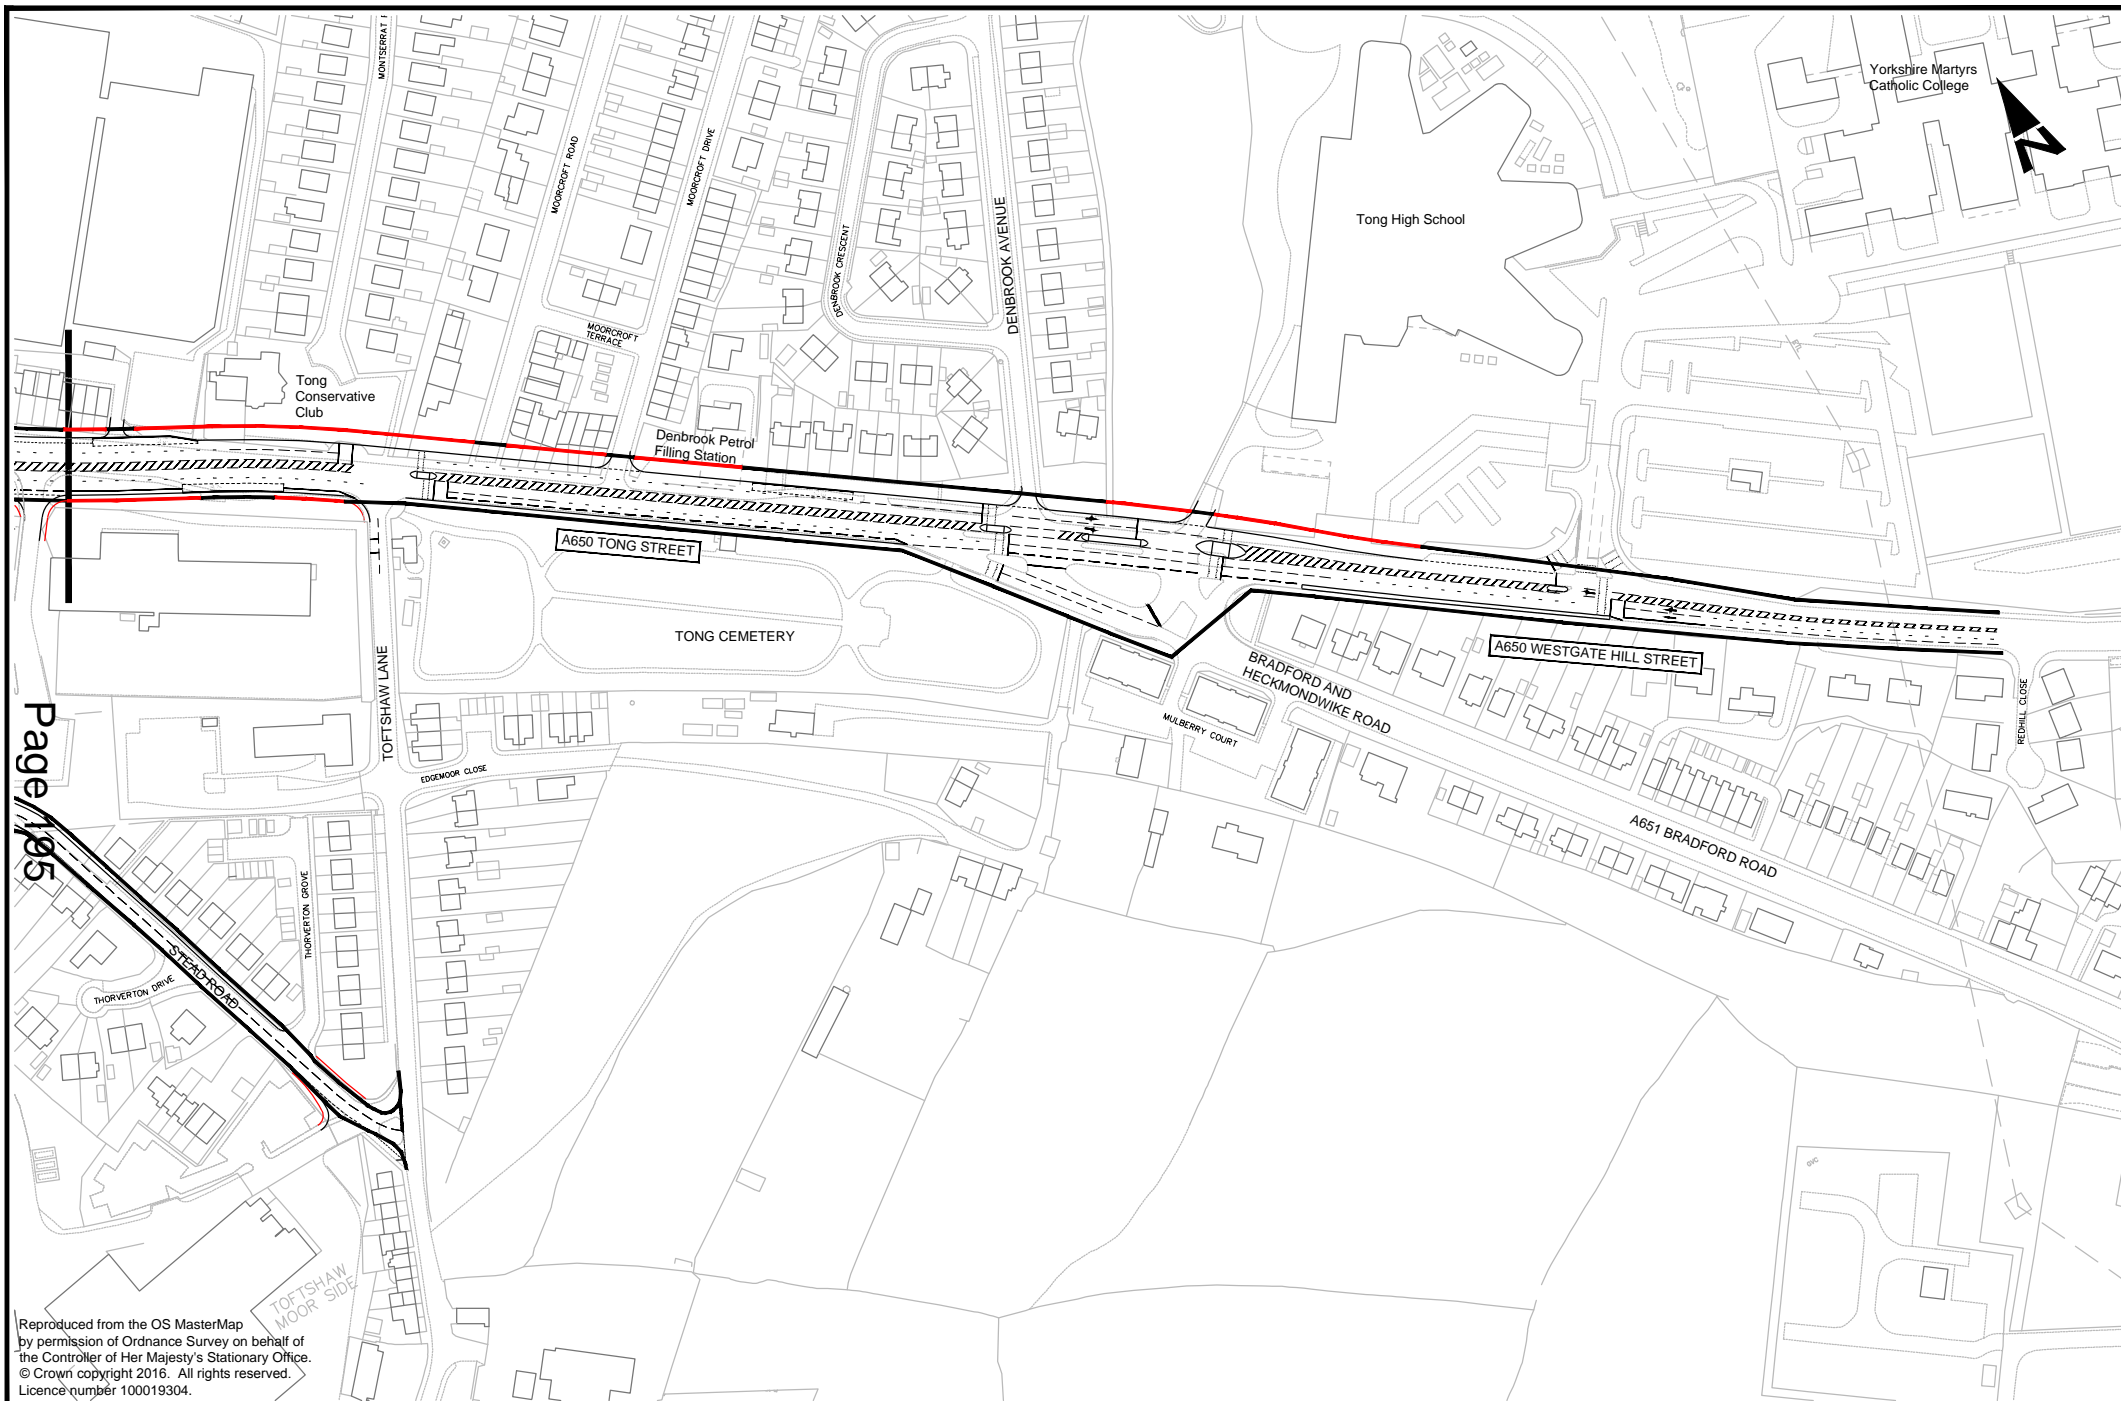 MONTSERRAT
Yorkshire Martyrs
Catholic College
N
MOORCROFT ROAD
MOORCROFT DRIVE
DENBROOK CRESCENT
DENBROOK AVENUE
Tong High School
MOORCROFT
TERRACE
Tong
Conservative
Club
Denbrook Petrol
Filling Station
A650 TONG STREET
TONG CEMETERY
TOFTSHAW LANE
A650 WESTGATE HILL STREET
BRADFORD AND
HECKMONDWIKE ROAD
MULBERRY COURT
REDHILL CLOSE
EDGEMOOR CLOSE
A651 BRADFORD ROAD
Page 195
THORVERTON GROVE
STEAD ROAD
THORVERTON DRIVE
TOFTSHAW
MOOR SIDE
Reproduced from the OS MasterMap
by permission of Ordnance Survey on behalf of
the Controller of Her Majesty's Stationary Office.
© Crown copyright 2016.  All rights reserved.
Licence number 100019304.